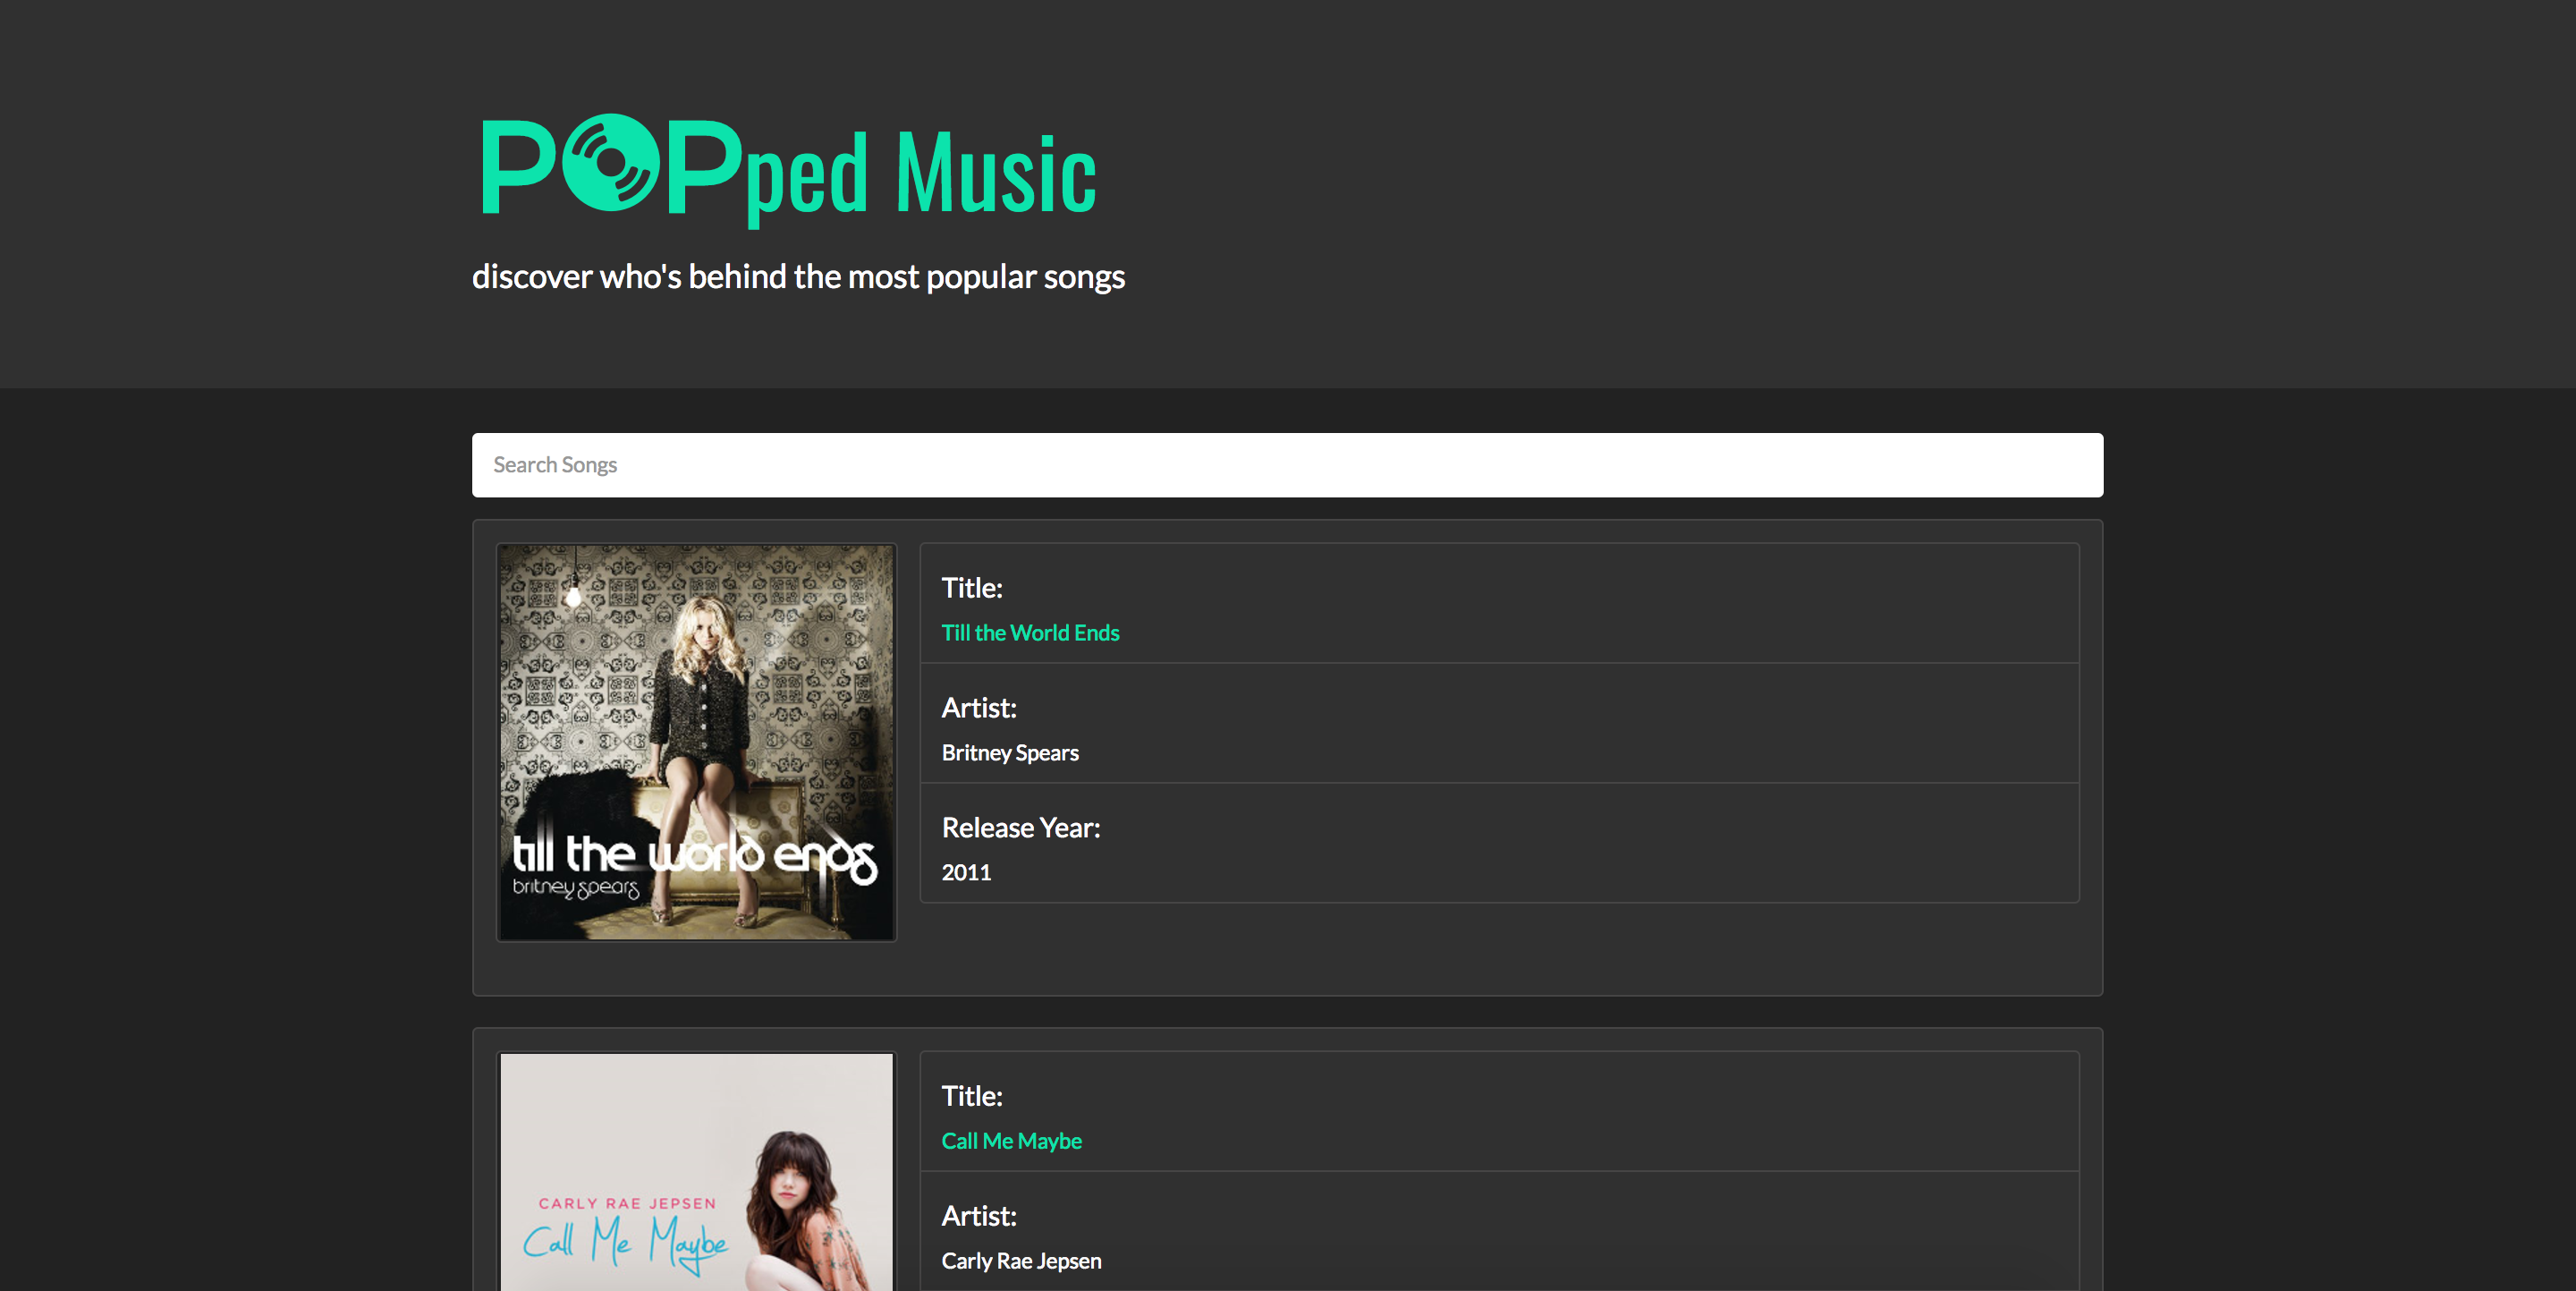 POPped Music
discover who's behind the most popular songs
Search Songs
till the world ends
britney spears
Title:
Till the World Ends
Artist:
Britney Spears
Release Year:
2011
CARLY RAE JEPSEN
Call Me Maybe
Title:
Call Me Maybe
Artist:
Carly Rae Jepsen